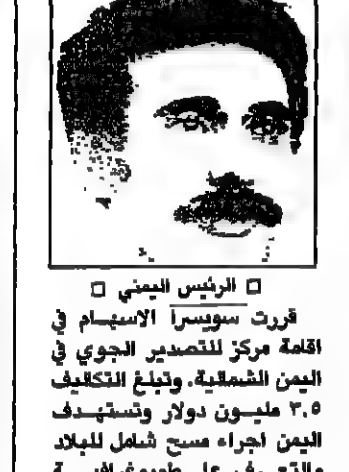 □ الرئيس اليمني □
قررت سويسرا الاسهام في
اقامة مركز للتصدير الجوي في
اليمن الشمالية. وتبلغ التكاليف
٣,٥ مليون دولار وتستهدف
اليمن اجراء مسح شامل للبلاد